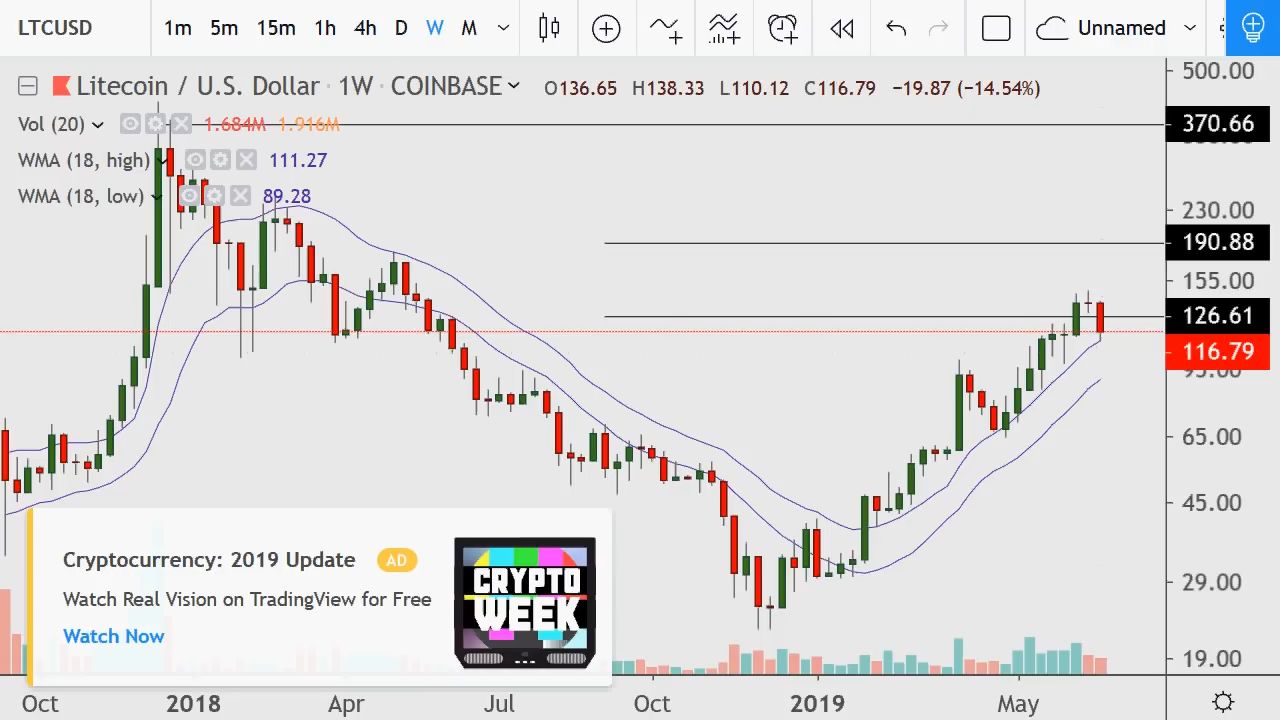 LTCUSD 1m 5m 15m 1h 4h D W M Unnamed
Litecoin / U.S. Dollar · 1W · COINBASE O136.65 H138.33 L110.12 C116.79 −19.87 (−14.54%)
Vol (20) 1.684M 1.916M
WMA (18, high) 111.27
WMA (18, low) 89.28
500.00
370.66
230.00
190.88
155.00
126.61
116.79
95.00
65.00
45.00
29.00
19.00
Cryptocurrency: 2019 Update AD
Watch Real Vision on TradingView for Free
Watch Now
CRYPTO
WEEK
Oct 2018 Apr Jul Oct 2019 May